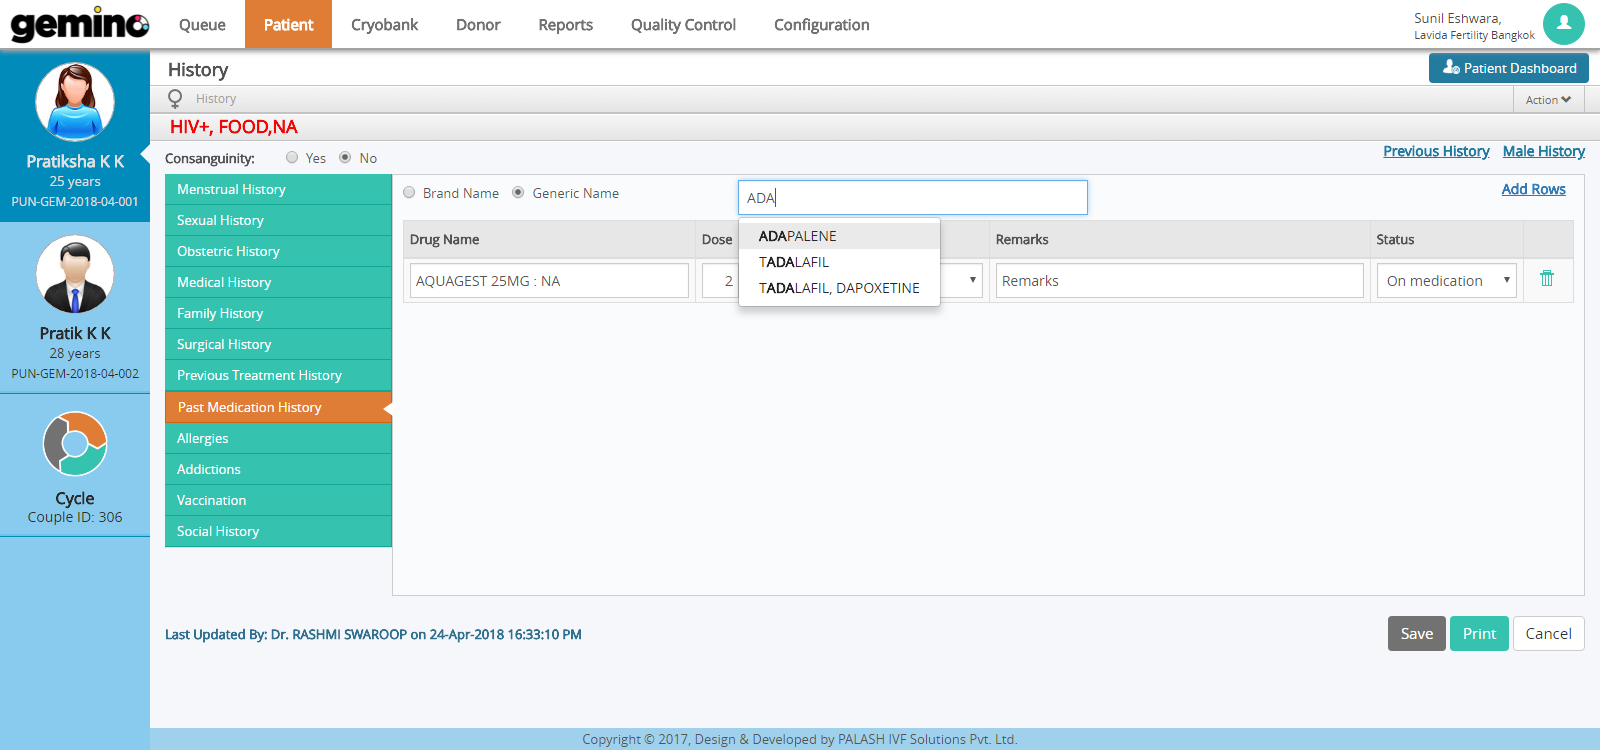 gemino
Queue Patient Cryobank Donor Reports Quality Control Configuration
Sunil Eshwara,
Lavida Fertility Bangkok
Pratiksha K K
25 years
PUN-GEM-2018-04-001
Pratik K K
28 years
PUN-GEM-2018-04-002
Cycle
Couple ID: 306
History
Patient Dashboard
History
Action
HIV+, FOOD,NA
Consanguinity: Yes No
Previous History Male History
Menstrual History
Sexual History
Obstetric History
Medical History
Family History
Surgical History
Previous Treatment History
Past Medication History
Allergies
Addictions
Vaccination
Social History
Brand Name Generic Name ADA Add Rows
Drug Name Dose Remarks Status
AQUAGEST 25MG : NA 2 Remarks On medication
ADAPALENE
TADALAFIL
TADALAFIL, DAPOXETINE
Last Updated By: Dr. RASHMI SWAROOP on 24-Apr-2018 16:33:10 PM
Save Print Cancel
Copyright © 2017, Design & Developed by PALASH IVF Solutions Pvt. Ltd.